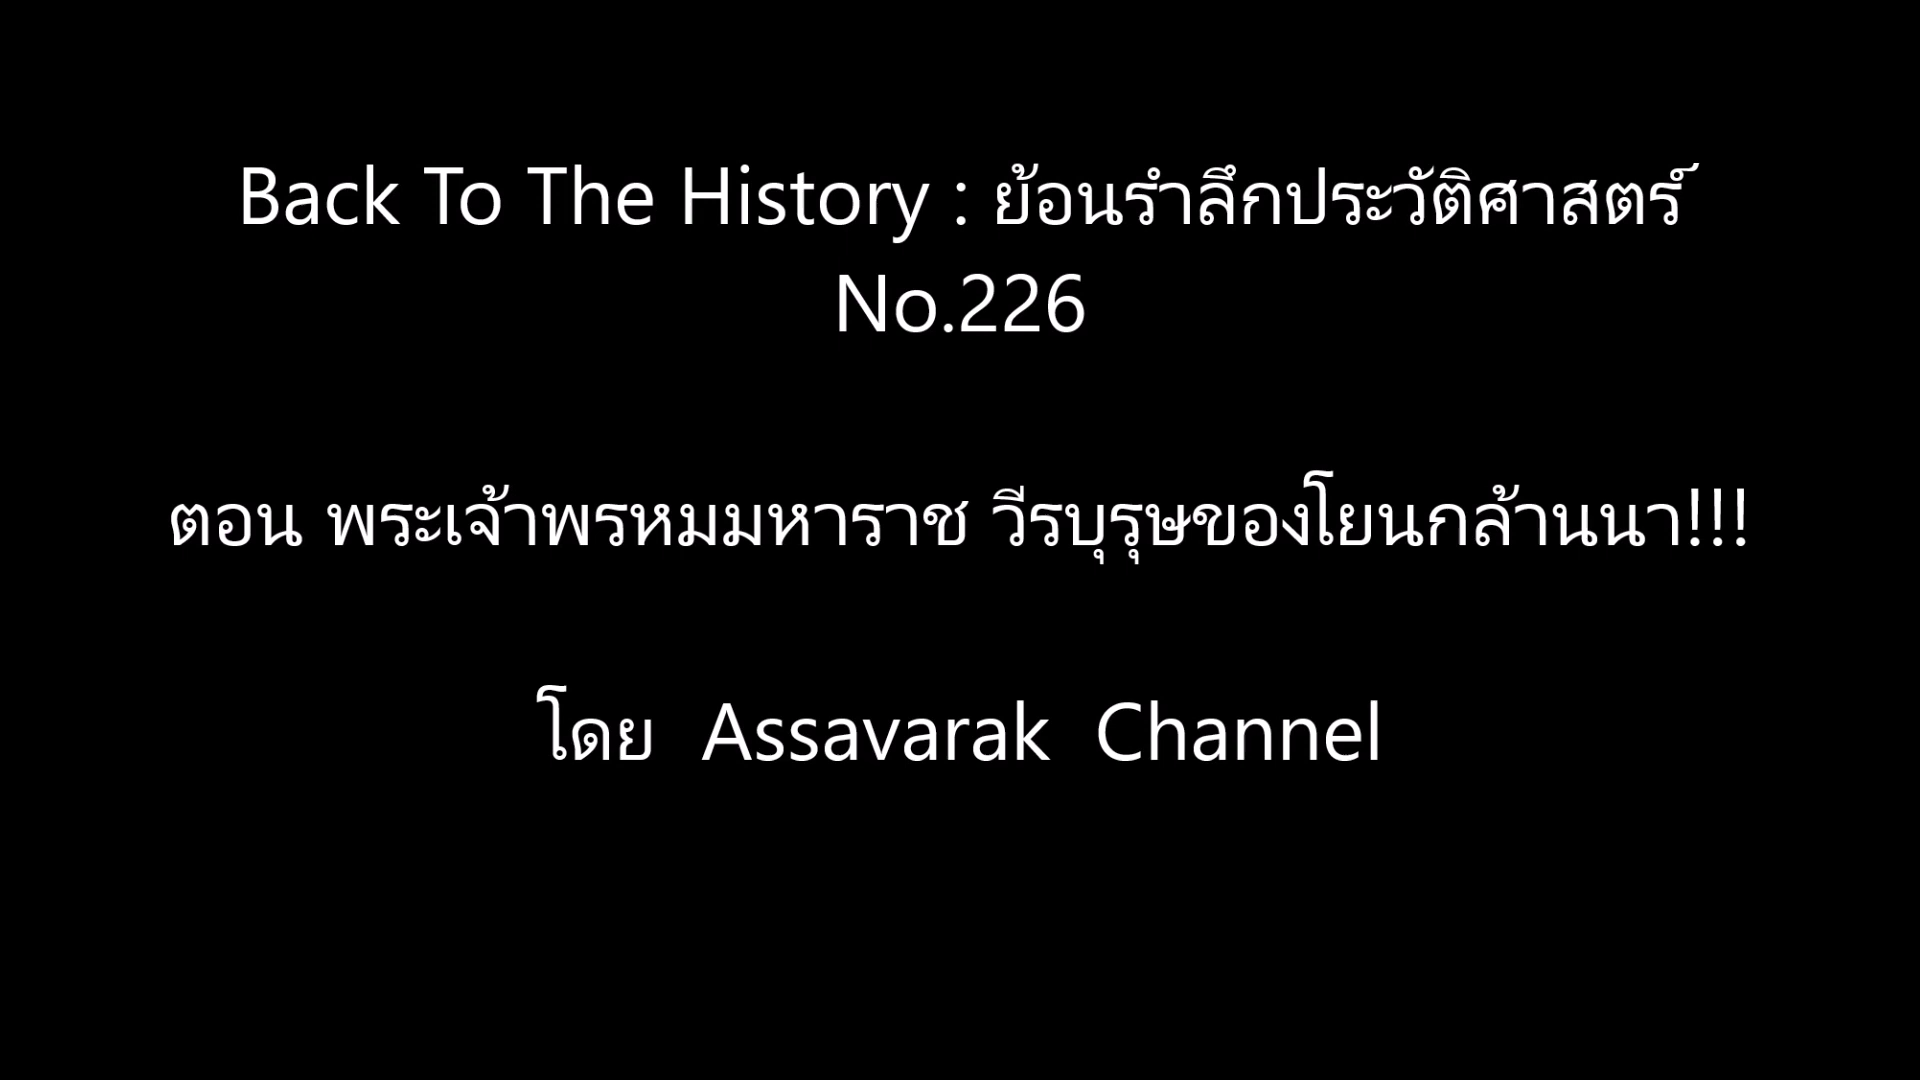 Back To The History : ย้อนรำลึกประวัติศาสตร์
No.226
ตอน พระเจ้าพรหมมหาราช วีรบุรุษของโยนกล้านนา!!!
โดย Assavarak Channel